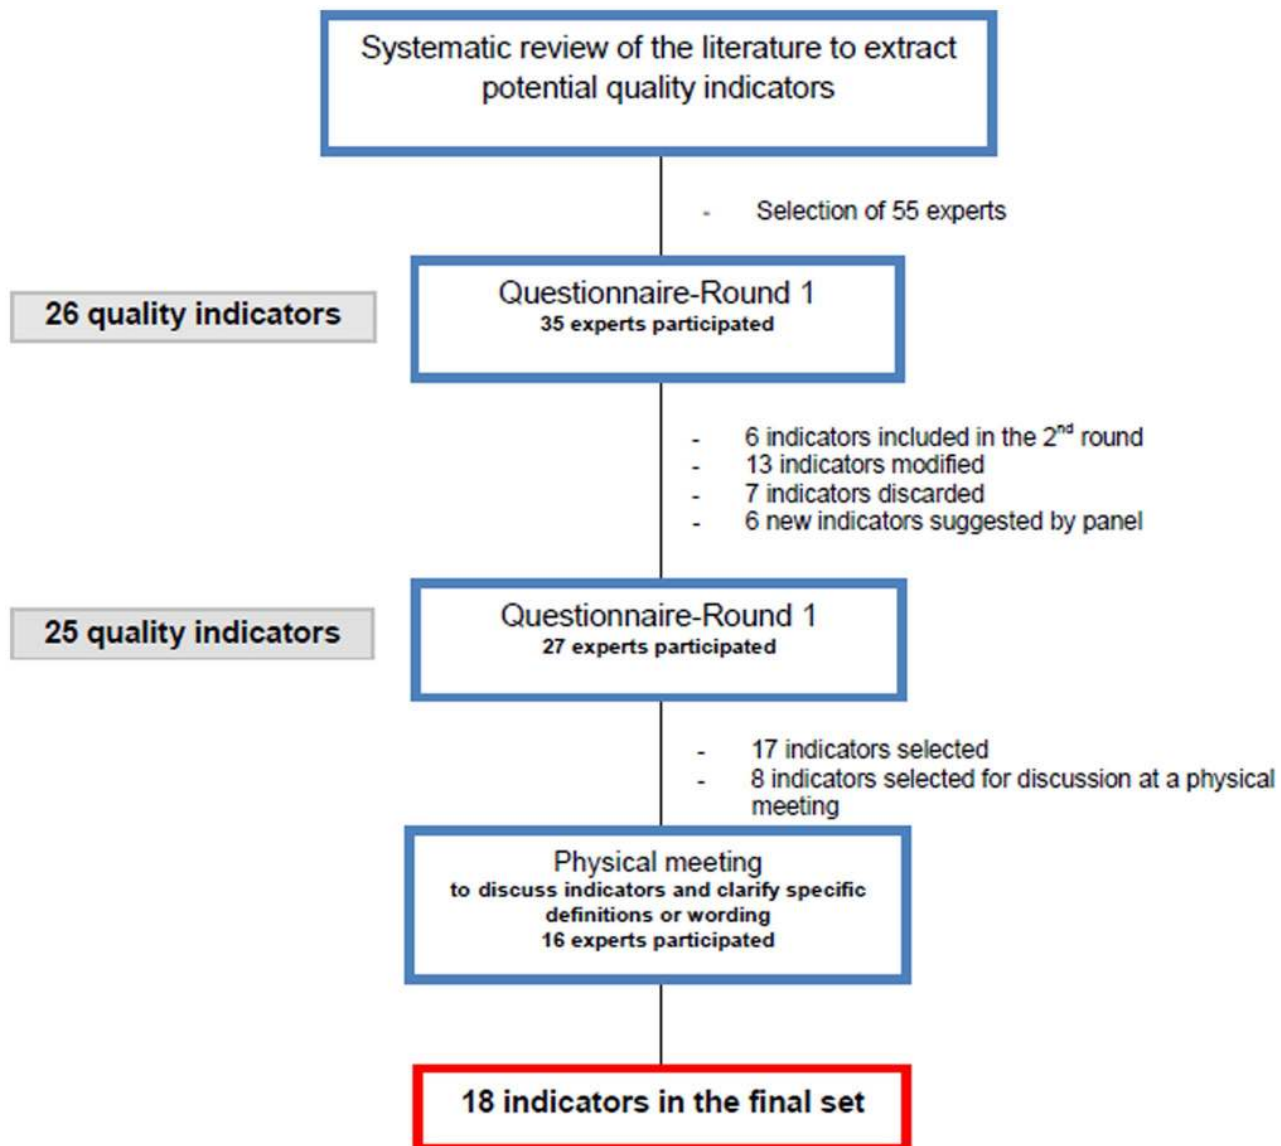 Systematic review of the literature to extract
potential quality indicators
- Selection of 55 experts
26 quality indicators
Questionnaire-Round 1
35 experts participated
- 6 indicators included in the 2nd round
- 13 indicators modified
- 7 indicators discarded
- 6 new indicators suggested by panel
25 quality indicators
Questionnaire-Round 1
27 experts participated
- 17 indicators selected
- 8 indicators selected for discussion at a physical
meeting
Physical meeting
to discuss indicators and clarify specific
definitions or wording
16 experts participated
18 indicators in the final set